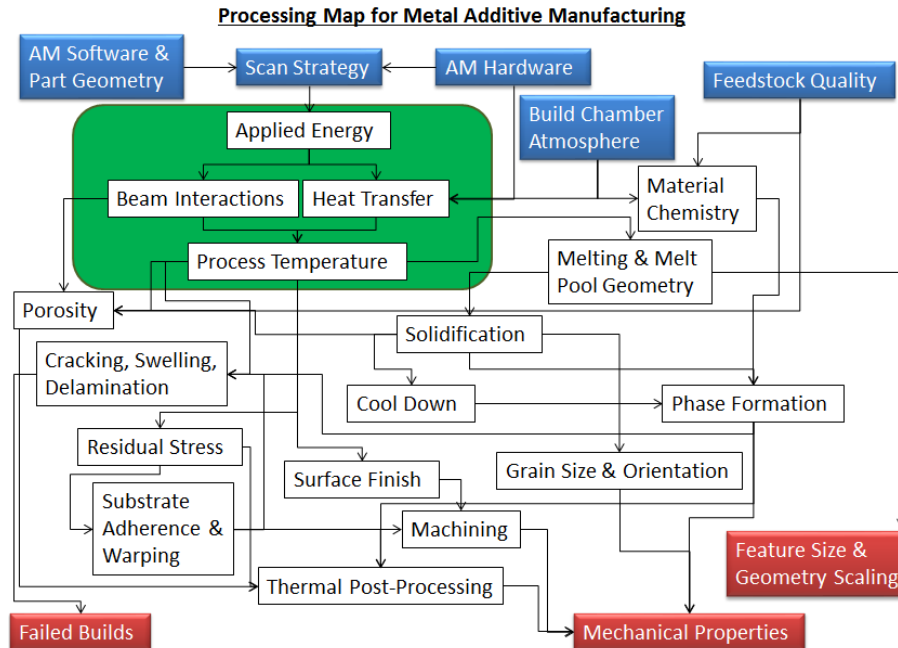 Processing Map for Metal Additive Manufacturing
AM Software &
Part Geometry
Scan Strategy
AM Hardware
Feedstock Quality
Build Chamber
Atmosphere
Applied Energy
Beam Interactions
Heat Transfer
Material
Chemistry
Process Temperature
Melting & Melt
Pool Geometry
Porosity
Solidification
Cracking, Swelling,
Delamination
Cool Down
Phase Formation
Residual Stress
Surface Finish
Grain Size & Orientation
Substrate
Adherence &
Warping
Machining
Feature Size &
Geometry Scaling
Thermal Post-Processing
Failed Builds
Mechanical Properties